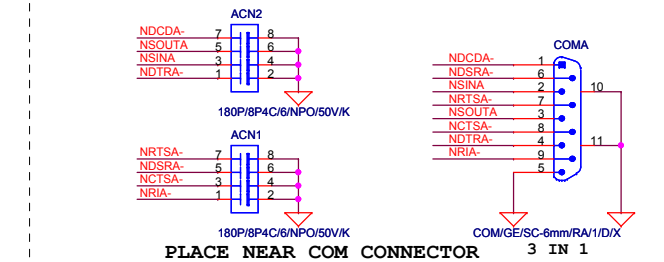 ACN2
NDCDA- 7 8
NSOUTA 5 6
NSINA 3 4
NDTRA- 1 2
180P/8P4C/6/NPO/50V/K
ACN1
NRTSA- 7 8
NDSRA- 5 6
NCTSA- 3 4
NRIA- 1 2
180P/8P4C/6/NPO/50V/K
COMA
NDCDA- 1
NDSRA- 6
NSINA 2 10
NRTSA- 7
NSOUTA 3
NCTSA- 8
NDTRA- 4 11
NRIA- 9
5
COM/GE/SC-6mm/RA/1/D/X
PLACE NEAR COM CONNECTOR
3 IN 1